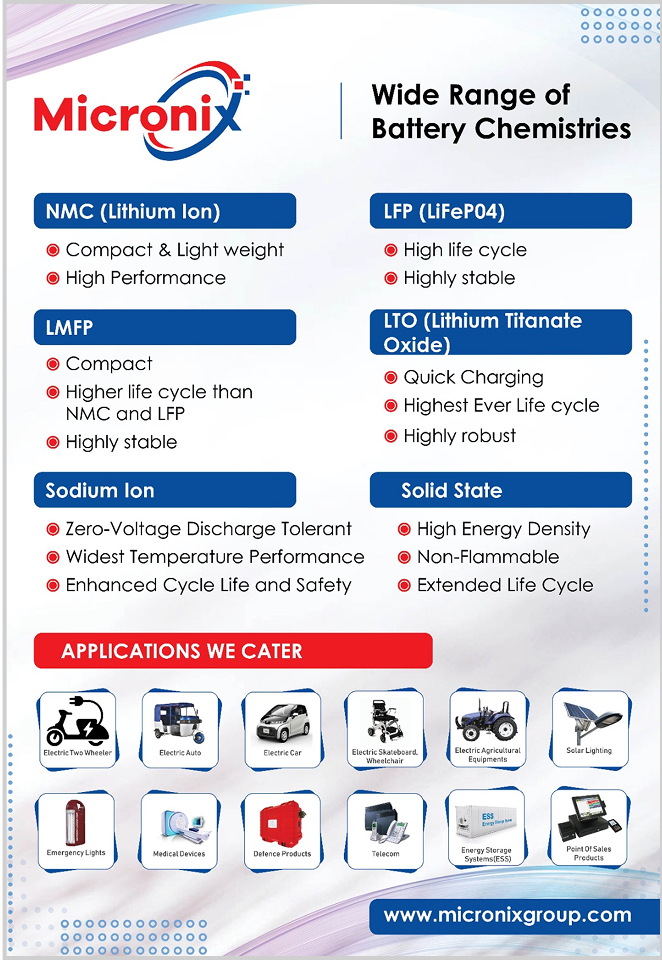 Micronix
Wide Range of
Battery Chemistries
NMC (Lithium Ion)
Compact & Light weight
High Performance
LFP (LiFeP04)
High life cycle
Highly stable
LMFP
Compact
Higher life cycle than
NMC and LFP
Highly stable
LTO (Lithium Titanate
Oxide)
Quick Charging
Highest Ever Life cycle
Highly robust
Sodium Ion
Zero-Voltage Discharge Tolerant
Widest Temperature Performance
Enhanced Cycle Life and Safety
Solid State
High Energy Density
Non-Flammable
Extended Life Cycle
APPLICATIONS WE CATER
Electric Two Wheeler
Electric Auto
Electric Car
Electric Skateboard,
Wheelchair
Electric Agricultural
Equipments
Solar Lighting
Emergency Lights
Medical Devices
Defence Products
Telecom
ESS
Energy Storage
Systems(ESS)
Point Of Sales
Products
www.micronixgroup.com